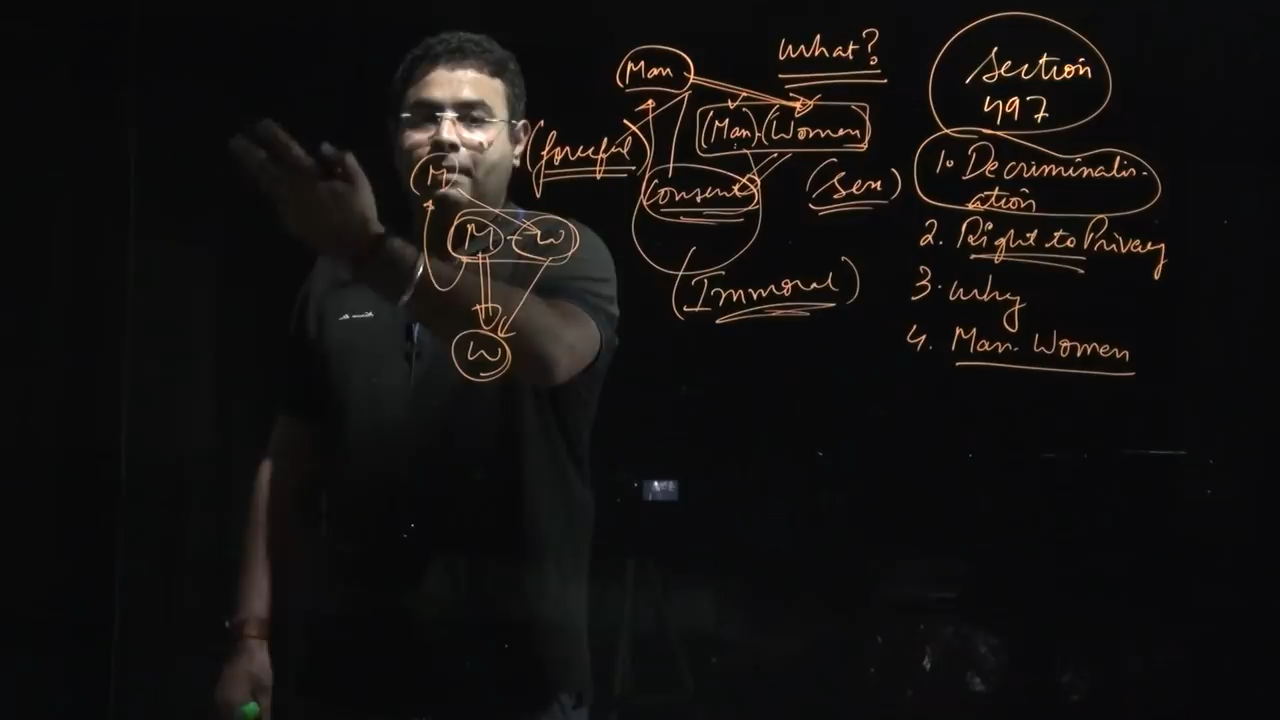 What?
Man
(Man)-(Women)
(forceful)
Consent
(Sex)
(Immoral)
M
M - W
W
Section
497
1. Decriminalis-
ation
2. Right to Privacy
3. Why
4. Man-Women